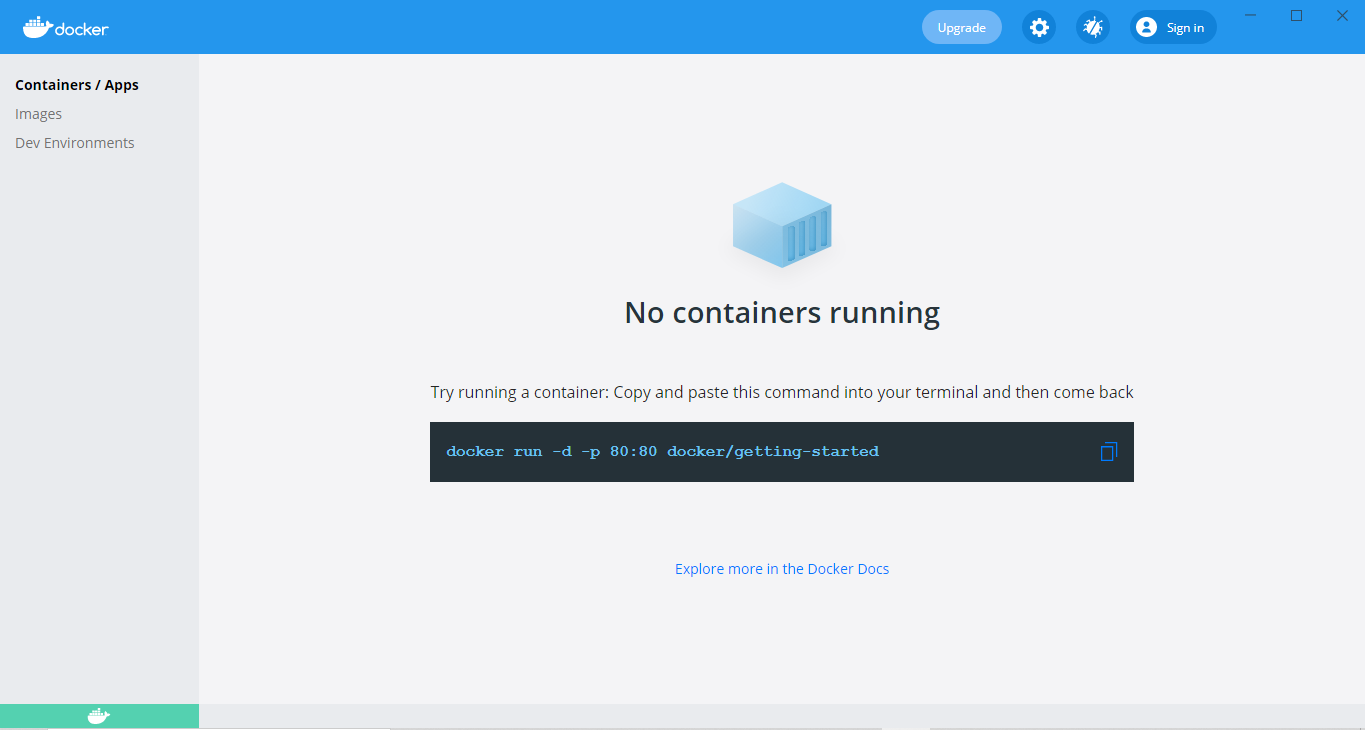 docker
Upgrade
Sign in
Containers / Apps
Images
Dev Environments
No containers running
Try running a container: Copy and paste this command into your terminal and then come back
docker run -d -p 80:80 docker/getting-started
Explore more in the Docker Docs